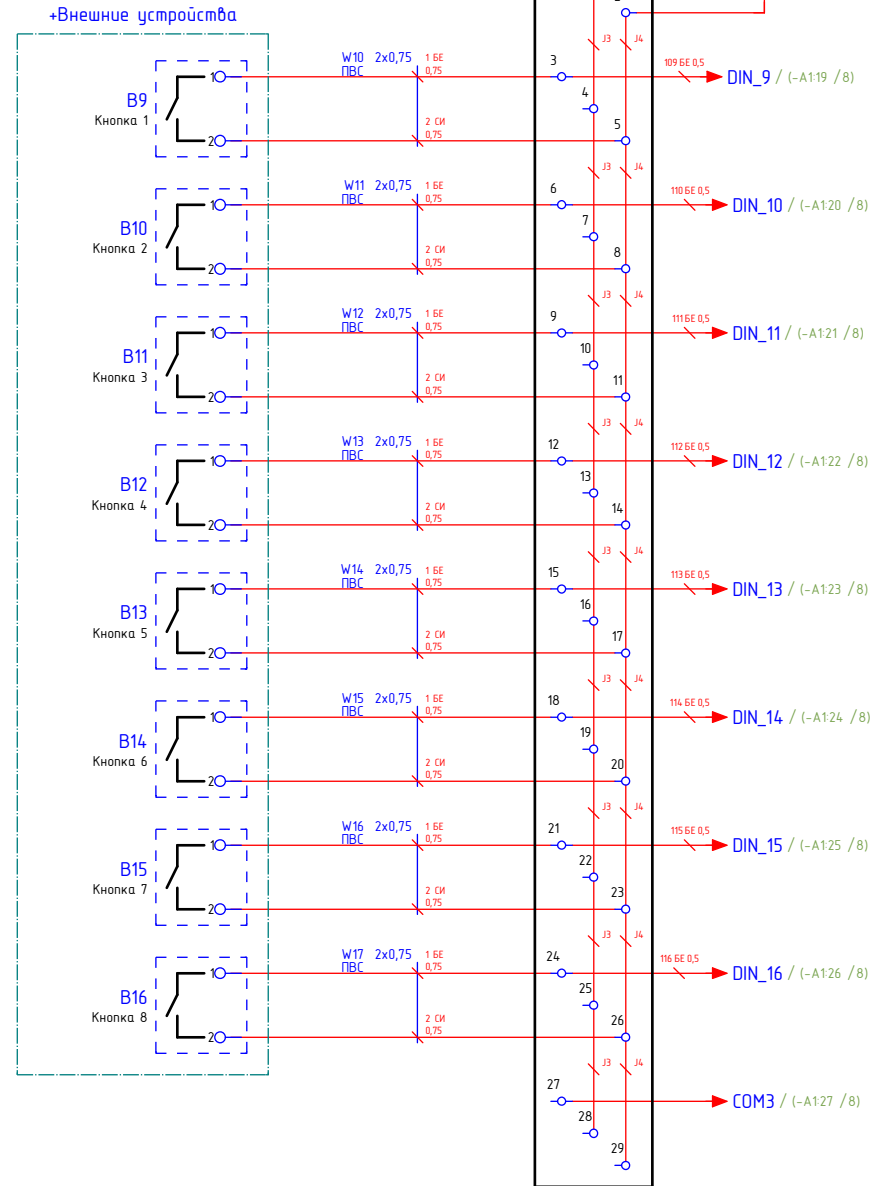 +Внешние устройства
2
J3 J4
W10 2x0,75 1 БЕ
ПВС 0,75
3
109 БЕ 0,5
1
DIN_9 / (-A1:19 /8)
B9
Кнопка 1
4
2 СИ
0,75
5
2
J3 J4
W11 2x0,75 1 БЕ
ПВС 0,75
6
110 БЕ 0,5
1
DIN_10 / (-A1:20 /8)
B10
Кнопка 2
7
2 СИ
0,75
8
2
J3 J4
W12 2x0,75 1 БЕ
ПВС 0,75
9
111 БЕ 0,5
1
DIN_11 / (-A1:21 /8)
B11
Кнопка 3
10
2 СИ
0,75
11
2
J3 J4
W13 2x0,75 1 БЕ
ПВС 0,75
12
112 БЕ 0,5
1
DIN_12 / (-A1:22 /8)
B12
Кнопка 4
13
2 СИ
0,75
14
2
J3 J4
W14 2x0,75 1 БЕ
ПВС 0,75
15
113 БЕ 0,5
1
DIN_13 / (-A1:23 /8)
B13
Кнопка 5
16
2 СИ
0,75
17
2
J3 J4
W15 2x0,75 1 БЕ
ПВС 0,75
18
114 БЕ 0,5
1
DIN_14 / (-A1:24 /8)
B14
Кнопка 6
19
2 СИ
0,75
20
2
J3 J4
W16 2x0,75 1 БЕ
ПВС 0,75
21
115 БЕ 0,5
1
DIN_15 / (-A1:25 /8)
B15
Кнопка 7
22
2 СИ
0,75
23
2
J3 J4
W17 2x0,75 1 БЕ
ПВС 0,75
24
116 БЕ 0,5
1
DIN_16 / (-A1:26 /8)
B16
Кнопка 8
25
2 СИ
0,75
26
2
J3 J4
27
COM3 / (-A1:27 /8)
28
29